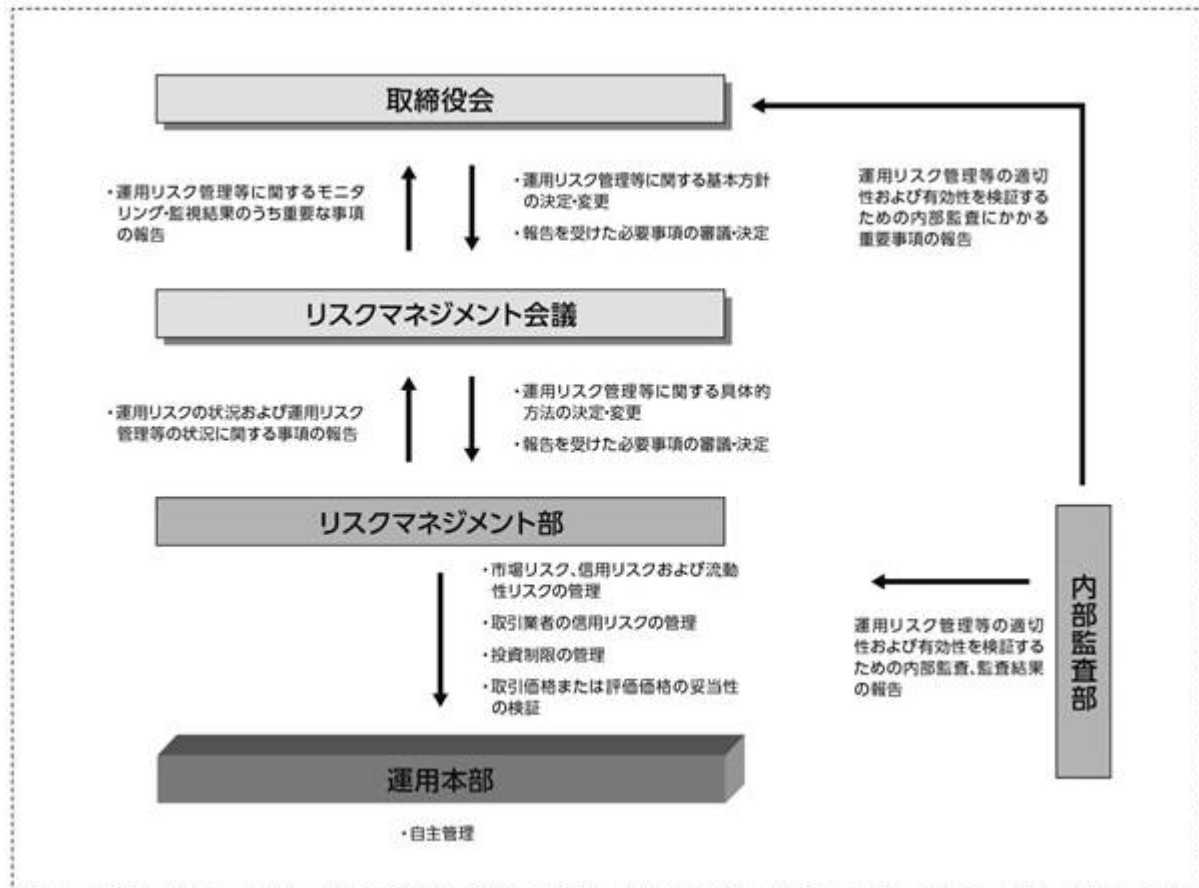 取締役会
・運用リスク管理等に関するモニタ
リング・監視結果のうち重要な事項
の報告
・運用リスク管理等に関する基本方針
の決定・変更
・報告を受けた必要事項の審議・決定
運用リスク管理等の適切
性および有効性を検証する
ための内部監査にかかる
重要事項の報告
リスクマネジメント会議
・運用リスクの状況および運用リスク
管理等の状況に関する事項の報告
・運用リスク管理等に関する具体的
方法の決定・変更
・報告を受けた必要事項の審議・決定
リスクマネジメント部
・市場リスク、信用リスクおよび流動
性リスクの管理
・取引業者の信用リスクの管理
・投資制限の管理
・取引価格または評価価格の妥当性
の検証
運用リスク管理等の適切
性および有効性を検証する
ための内部監査、監査結果
の報告
内部監査部
運用本部
・自主管理